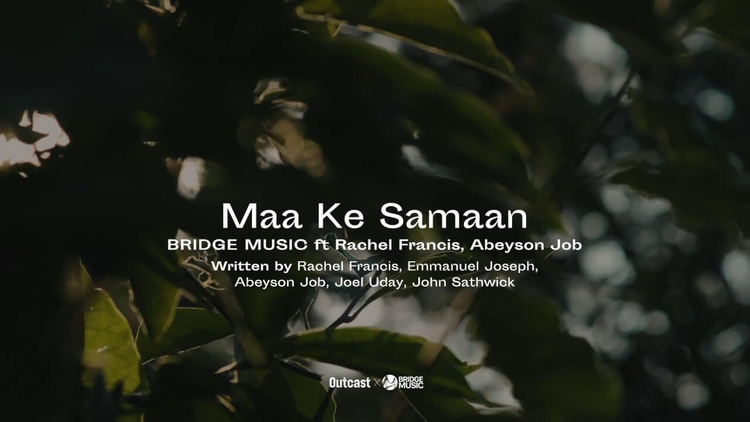 Maa Ke Samaan
BRIDGE MUSIC ft Rachel Francis, Abeyson Job
Written by Rachel Francis, Emmanuel Joseph,
Abeyson Job, Joel Uday, John Sathwick
Outcast × BRIDGE MUSIC